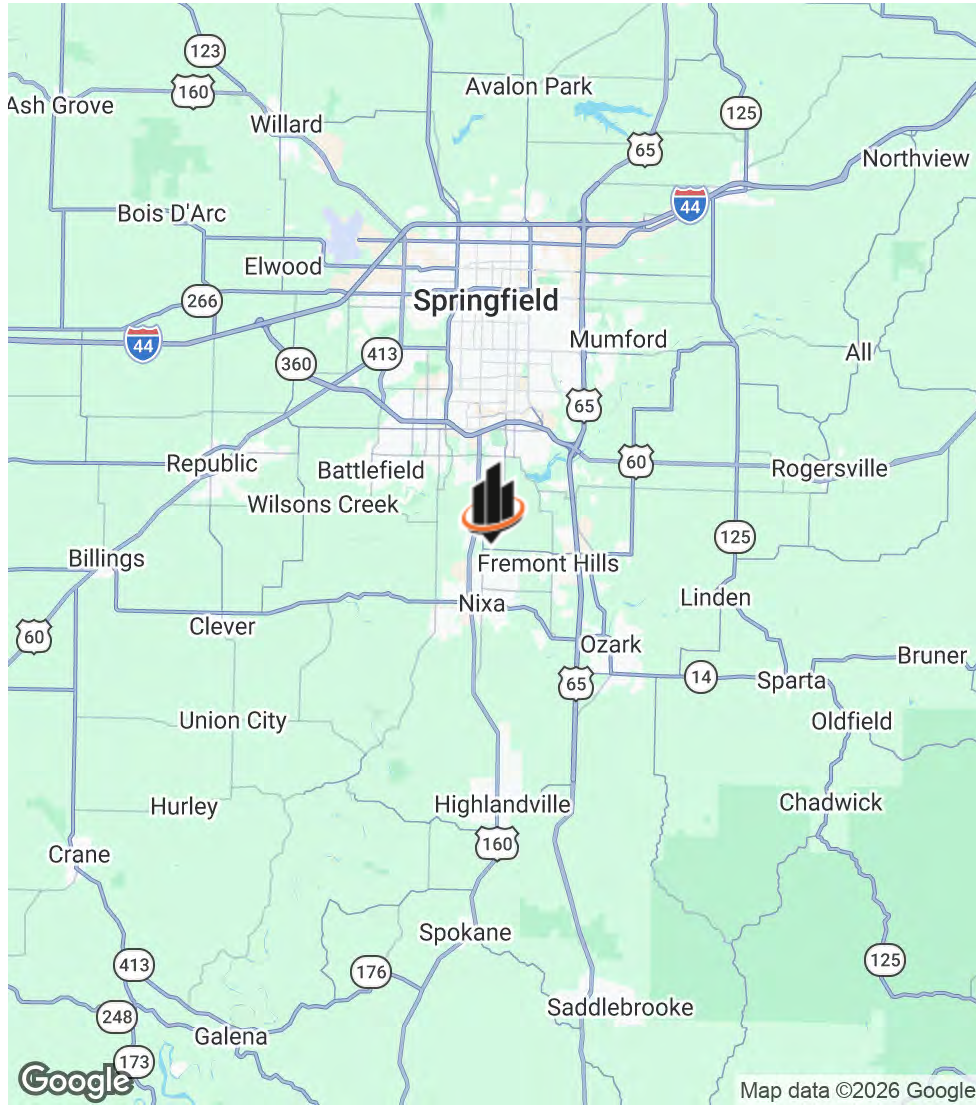 123
160
Ash Grove
Avalon Park
125
Willard
65
Northview
44
Bois D'Arc
Elwood
266
Springfield
44
Mumford
360
413
All
65
Republic
Battlefield
60
Rogersville
Wilsons Creek
125
Billings
Fremont Hills
Nixa
Linden
60
Clever
Ozark
Bruner
65
14
Sparta
Union City
Oldfield
Hurley
Highlandville
Chadwick
160
Crane
Spokane
413
176
125
248
Saddlebrooke
Galena
173
Google
Map data ©2026 Google